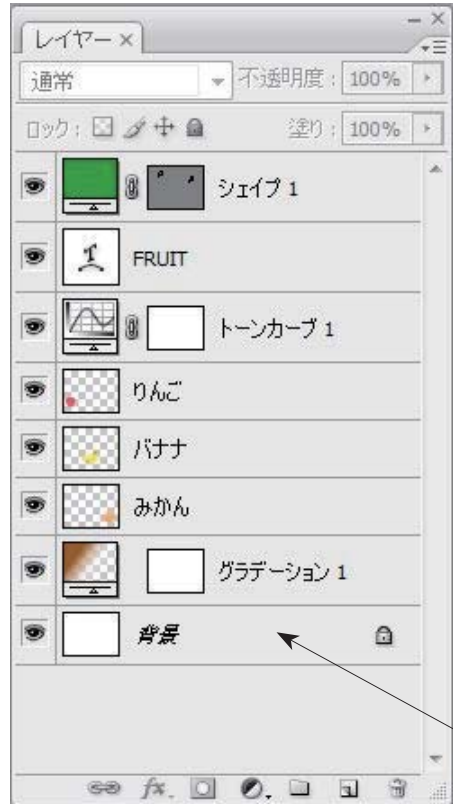 レイヤー ×
通常 不透明度 : 100%
ロック : 塗り : 100%
シェイプ 1
FRUIT
トーンカーブ 1
りんご
バナナ
みかん
グラデーション 1
背景
fx.